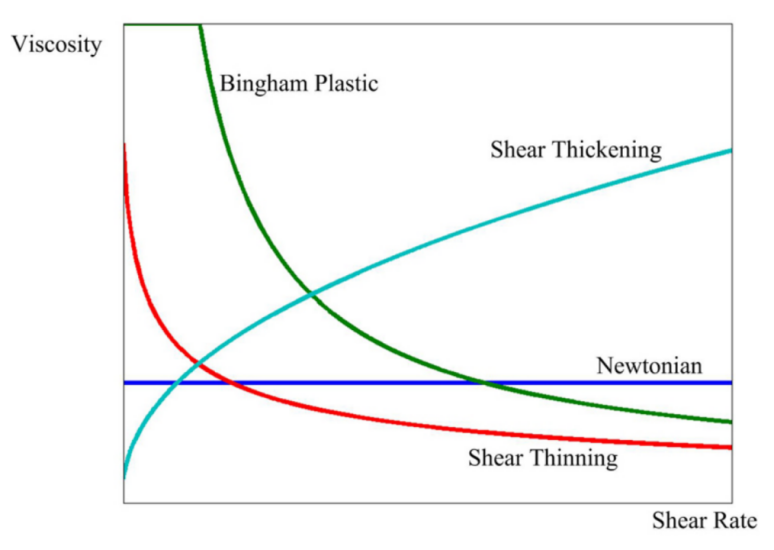 Viscosity
Bingham Plastic
Shear Thickening
Newtonian
Shear Thinning
Shear Rate